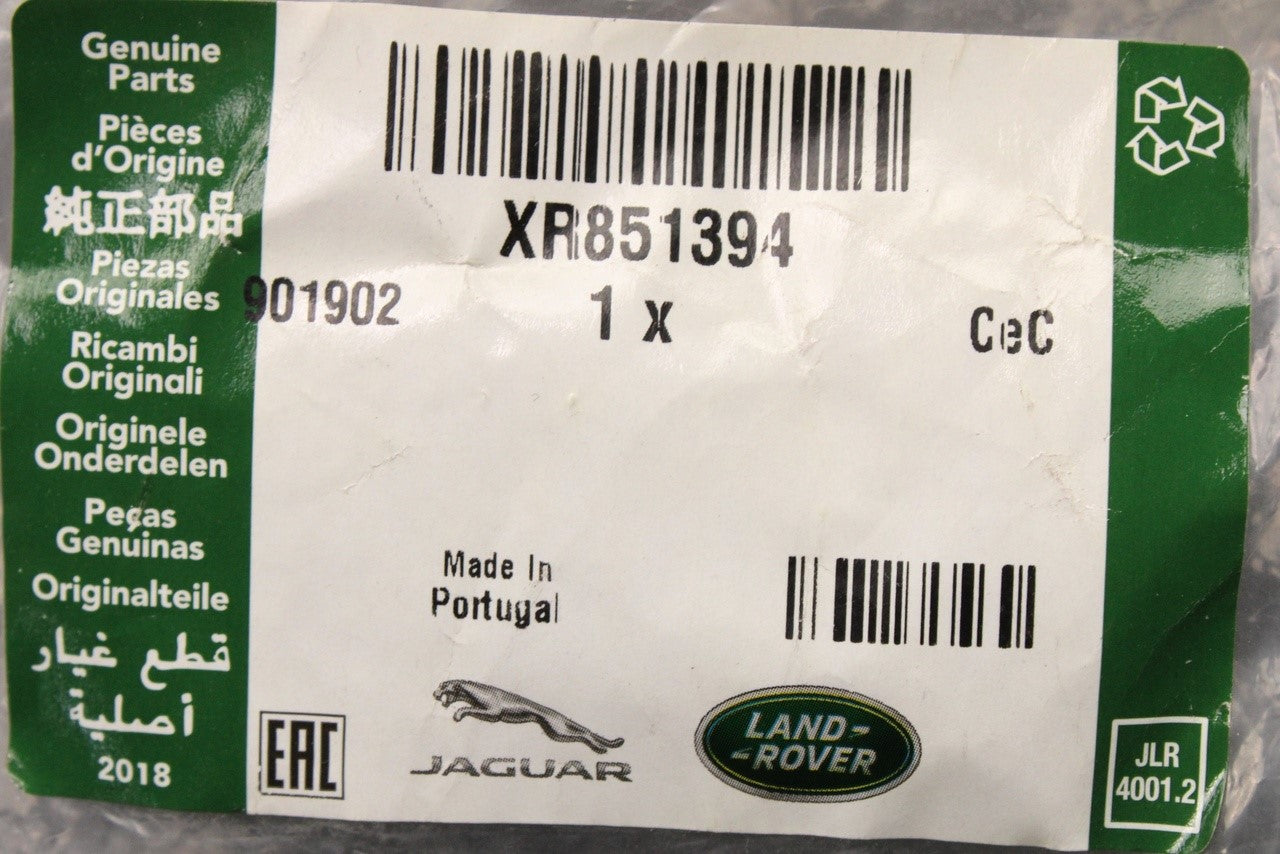 Genuine
Parts
Pièces
d'Origine
純正部品
Piezas
Originales
Ricambi
Originali
Originele
Onderdelen
Peças
Genuinas
Originalteile
قطع غيار
أصلية
2018
XR851394
901902
1 x
CeC
Made In
Portugal
EAC
JAGUAR
LAND-
-ROVER
JLR
4001.2